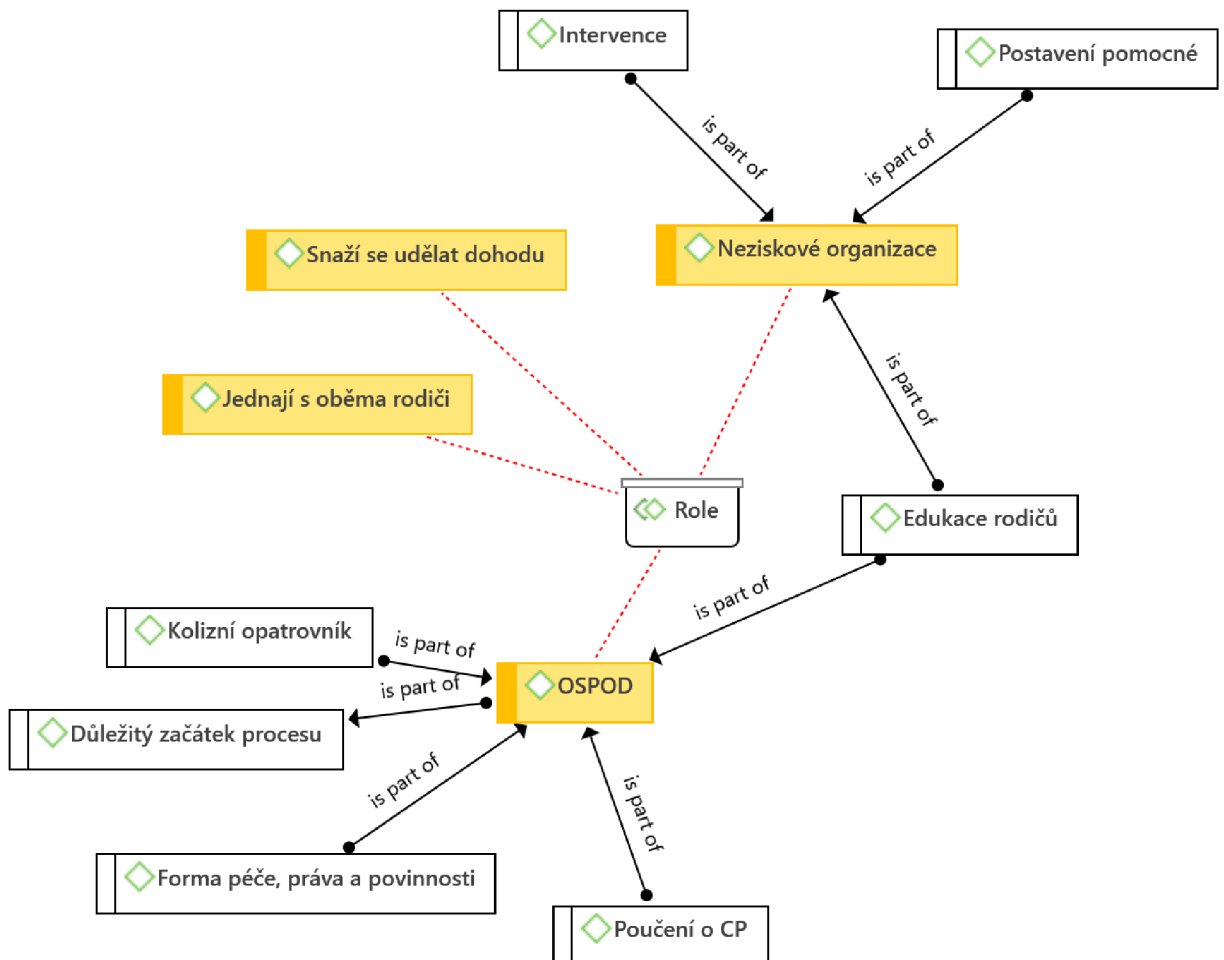 Intervence
Postavení pomocné
is part of
is part of
Snaží se udělat dohodu
Neziskové organizace
is part of
Jednají s oběma rodiči
Role
Edukace rodičů
is part of
Kolizní opatrovník
is part of
OSPOD
is part of
Důležitý začátek procesu
is part of
is part of
Forma péče, práva a povinnosti
Poučení o CP